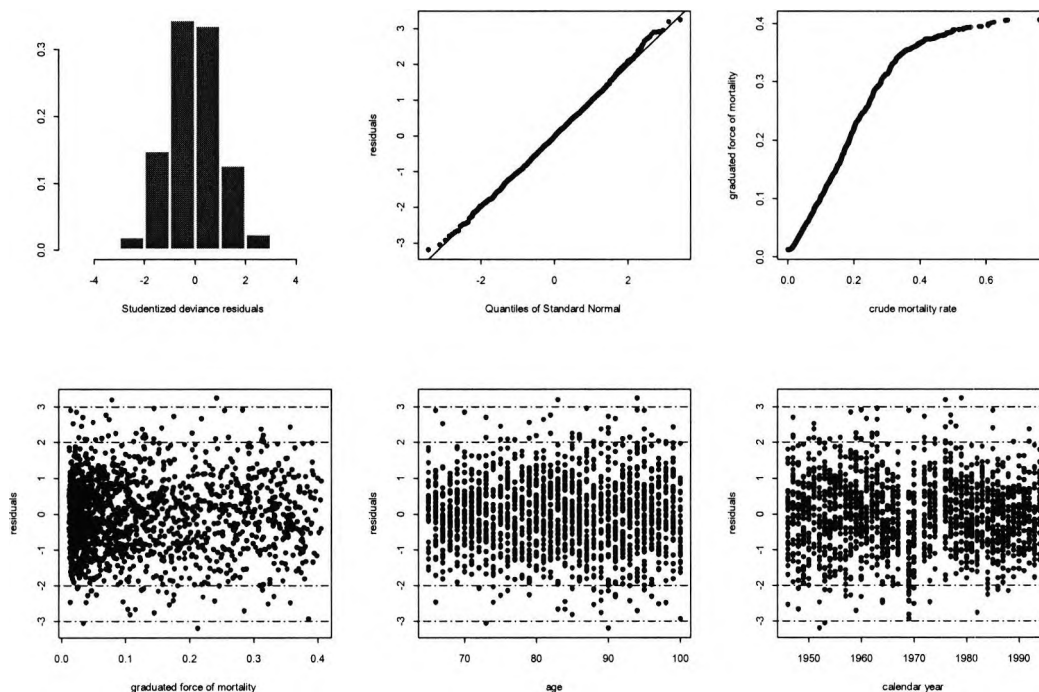 0.3
0.2
0.1
0.0
-4 -2 0 2 4
Studentized deviance residuals
residuals
3
2
1
0
-1
-2
-3
-2 0 2
Quantiles of Standard Normal
graduated force of mortality
0.4
0.3
0.2
0.1
0.0
0.0 0.2 0.4 0.6
crude mortality rate
residuals
3
2
1
0
-1
-2
-3
0.0 0.1 0.2 0.3 0.4
graduated force of mortality
residuals
3
2
1
0
-1
-2
-3
70 80 90 100
age
residuals
3
2
1
0
-1
-2
-3
1950 1960 1970 1980 1990
calendar year